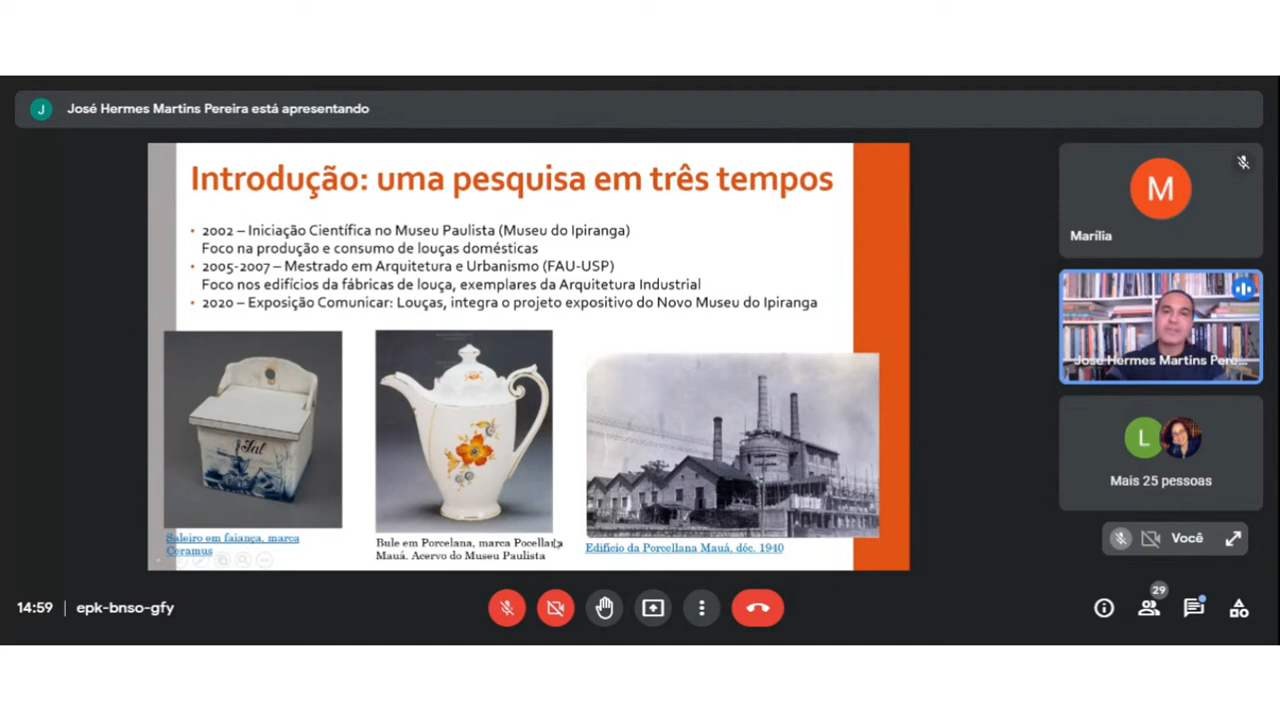 J
José Hermes Martins Pereira está apresentando
Introdução: uma pesquisa em três tempos
• 2002 – Iniciação Científica no Museu Paulista (Museu do Ipiranga)
Foco na produção e consumo de louças domésticas
• 2005-2007 – Mestrado em Arquitetura e Urbanismo (FAU-USP)
Foco nos edifícios da fábricas de louça, exemplares da Arquitetura Industrial
• 2020 – Exposição Comunicar: Louças, integra o projeto expositivo do Novo Museu do Ipiranga
Sal
Saleiro em faiança, marca
Ceramus
Bule em Porcelana, marca Pocellana
Mauá. Acervo do Museu Paulista
Edifício da Porcellana Mauá, déc. 1940
M
Marília
José Hermes Martins Pere...
L
Mais 25 pessoas
Você
14:59 | epk-bnso-gfy
29